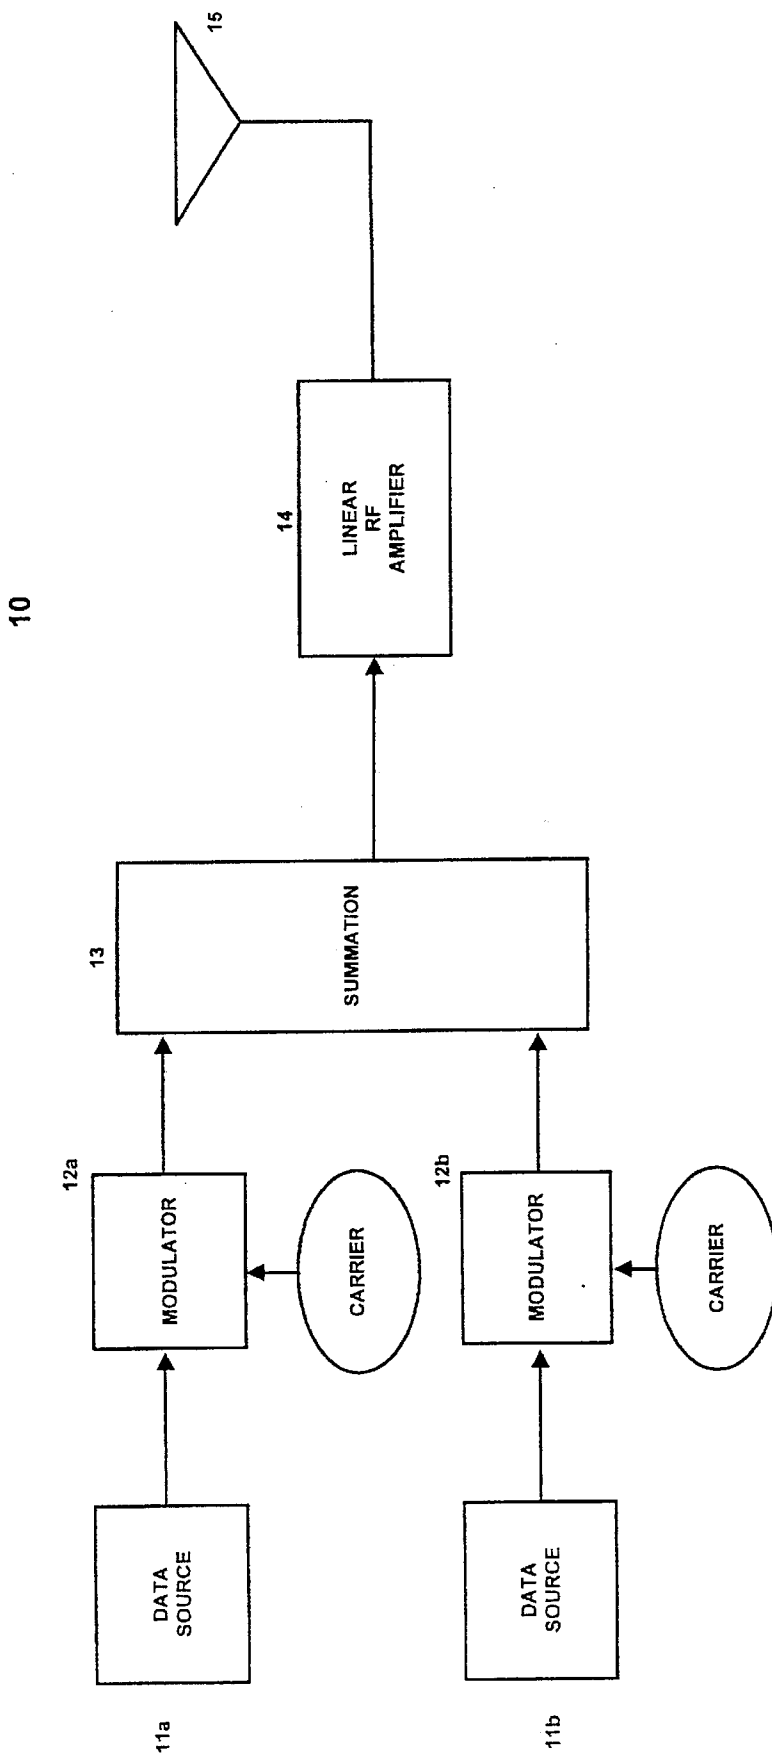 10
15
14
LINEAR
RF
AMPLIFIER
13
SUMMATION
12a
MODULATOR
CARRIER
12b
MODULATOR
CARRIER
DATA
SOURCE
11a
DATA
SOURCE
11b